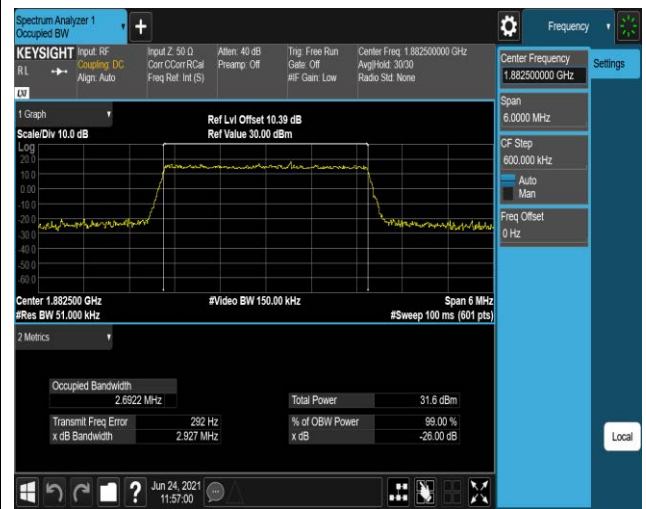 Spectrum Analyzer 1
Occupied BW
+
Frequency
KEYSIGHT
RL
LXI
Input: RF
Coupling: DC
Align: Auto
Input Z: 50 Ω
Corr CCorr RCal
Freq Ref: Int (S)
Atten: 40 dB
Preamp: Off
Trig: Free Run
Gate: Off
#IF Gain: Low
Center Freq: 1.882500000 GHz
Avg|Hold: 30/30
Radio Std: None
Center Frequency
1.882500000 GHz
Settings
Span
6.0000 MHz
CF Step
600.000 kHz
Auto
Man
Freq Offset
0 Hz
1 Graph
Scale/Div 10.0 dB
Ref Lvl Offset 10.39 dB
Ref Value 30.00 dBm
Log
20.0
10.0
0.00
-10.0
-20.0
-30.0
-40.0
-50.0
-60.0
Center 1.882500 GHz
#Res BW 51.000 kHz
#Video BW 150.00 kHz
Span 6 MHz
#Sweep 100 ms (601 pts)
2 Metrics
Occupied Bandwidth
2.6922 MHz
Total Power 31.6 dBm
Transmit Freq Error 292 Hz
x dB Bandwidth 2.927 MHz
% of OBW Power 99.00 %
x dB -26.00 dB
Local
?
Jun 24, 2021
11:57:00